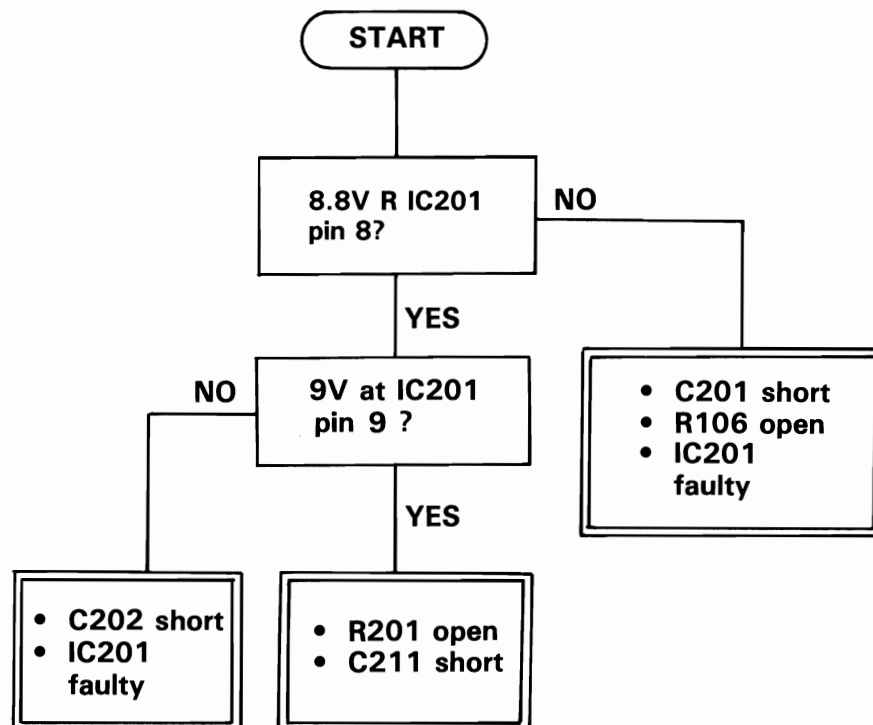 START
8.8V R IC201
pin 8?
NO
YES
NO
9V at IC201
pin 9 ?
• C201 short
• R106 open
• IC201
faulty
YES
• C202 short
• IC201
faulty
• R201 open
• C211 short